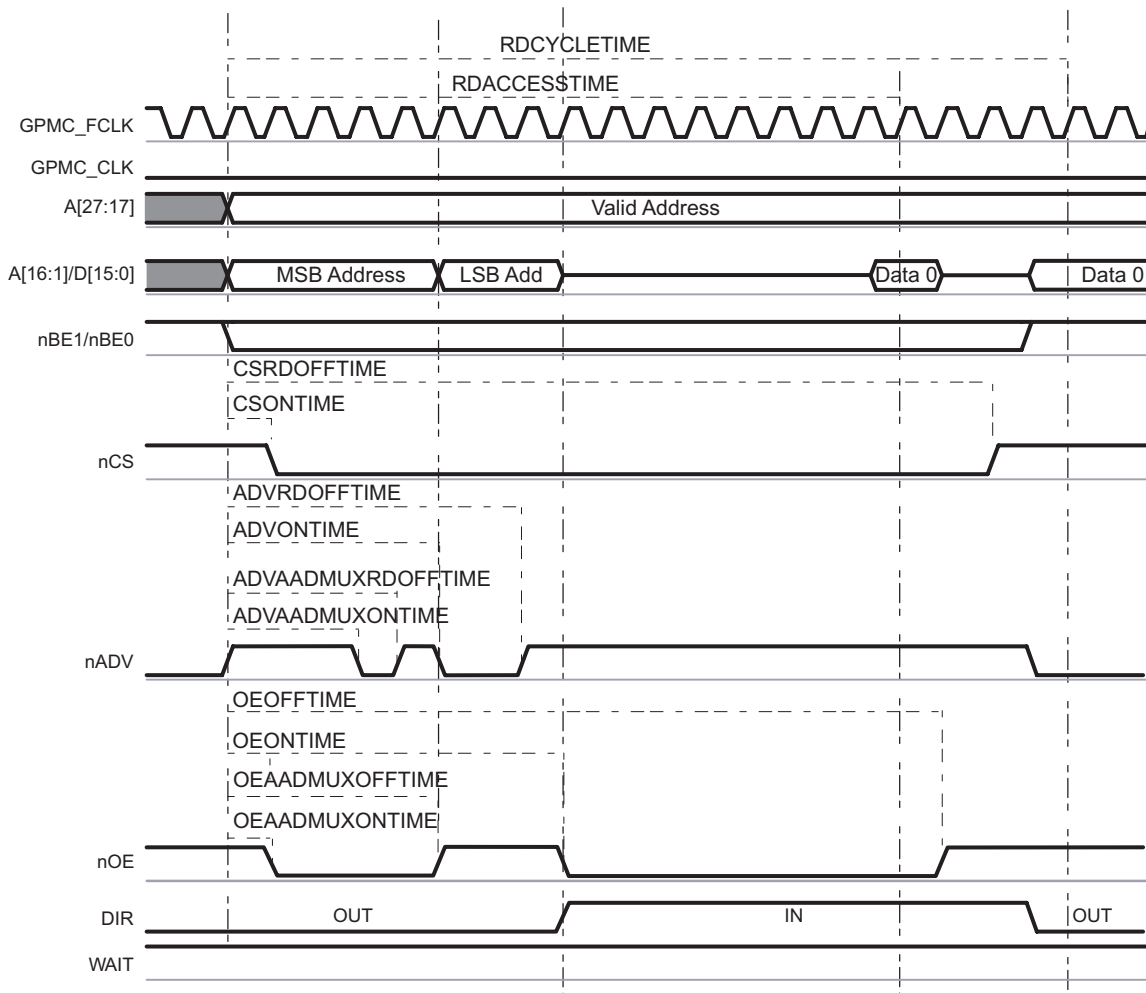 RDCYCLETIME
RDACCESSTIME
GPMC_FCLK
GPMC_CLK
A[27:17]
Valid Address
A[16:1]/D[15:0]
MSB Address
LSB Add
Data 0
Data 0
nBE1/nBE0
CSRDOFFTIME
CSONTIME
nCS
ADVRDOFFTIME
ADVONTIME
ADVAADMUXRDOFFTIME
ADVAADMUXONTIME
nADV
OEOFFTIME
OEONTIME
OEAADMUXOFFTIME
OEAADMUXONTIME
nOE
DIR
OUT
IN
OUT
WAIT